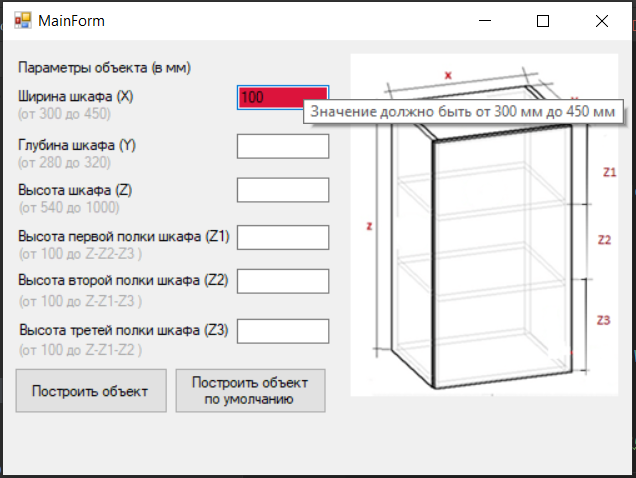 MainForm
Параметры объекта (в мм)
Ширина шкафа (X)
(от 300 до 450)
100
Значение должно быть от 300 мм до 450 мм
Глубина шкафа (Y)
(от 280 до 320)
Высота шкафа (Z)
(от 540 до 1000)
Высота первой полки шкафа (Z1)
(от 100 до Z-Z2-Z3 )
Высота второй полки шкафа (Z2)
(от 100 до Z-Z1-Z3 )
Высота третей полки шкафа (Z3)
(от 100 до Z-Z1-Z2 )
Построить объект
Построить объект
по умолчанию
x
z
Z1
Z2
Z3